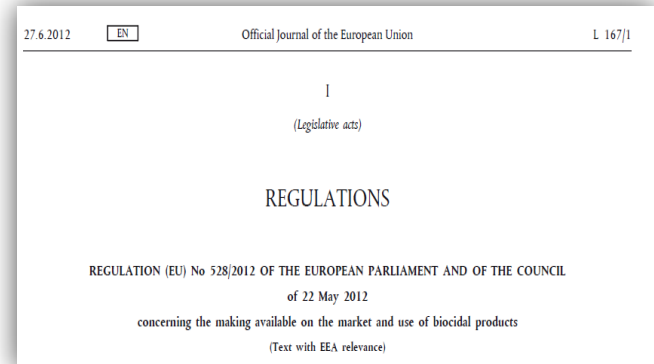 27.6.2012 EN Official Journal of the European Union L 167/1
I
(Legislative acts)
REGULATIONS
REGULATION (EU) No 528/2012 OF THE EUROPEAN PARLIAMENT AND OF THE COUNCIL
of 22 May 2012
concerning the making available on the market and use of biocidal products
(Text with EEA relevance)